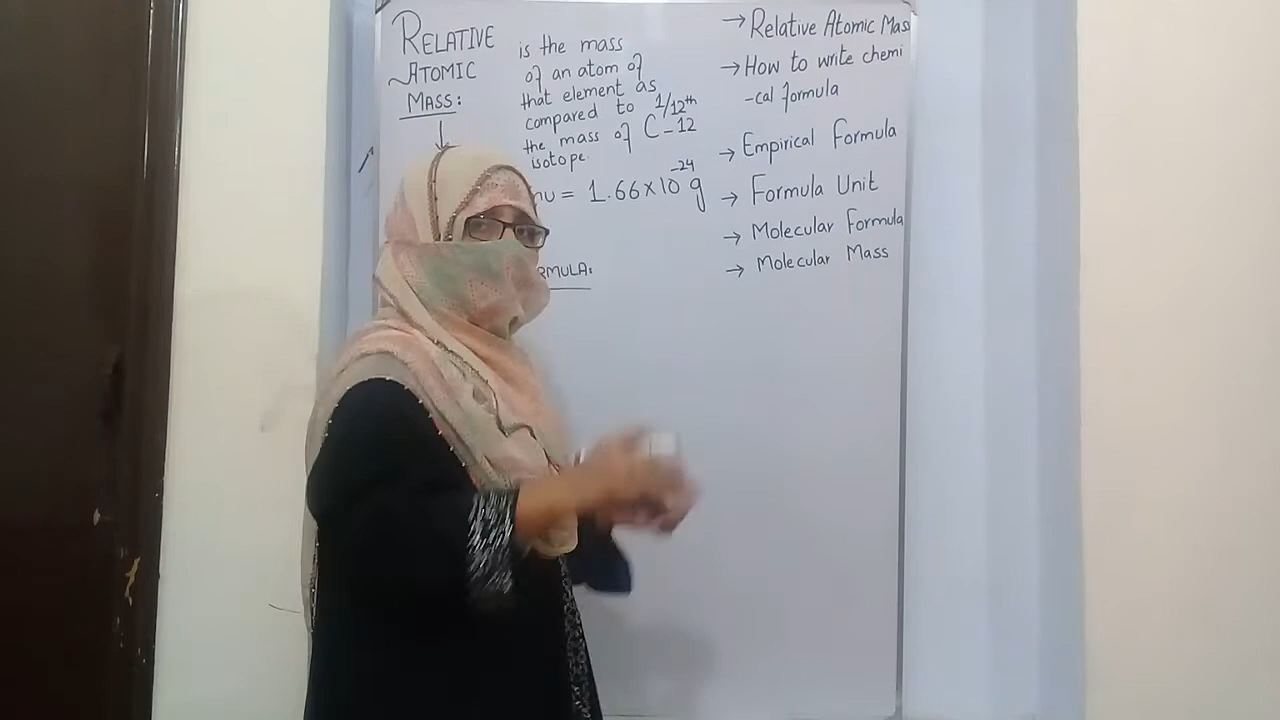 RELATIVE
ATOMIC
MASS:
is the mass
of an atom of
that element as
compared to 1/12th
the mass of C-12
isotope.
= 1.66×10⁻²⁴ g
→ Relative Atomic Mass
→ How to write chemi
-cal formula
→ Empirical Formula
→ Formula Unit
→ Molecular Formula
→ Molecular Mass